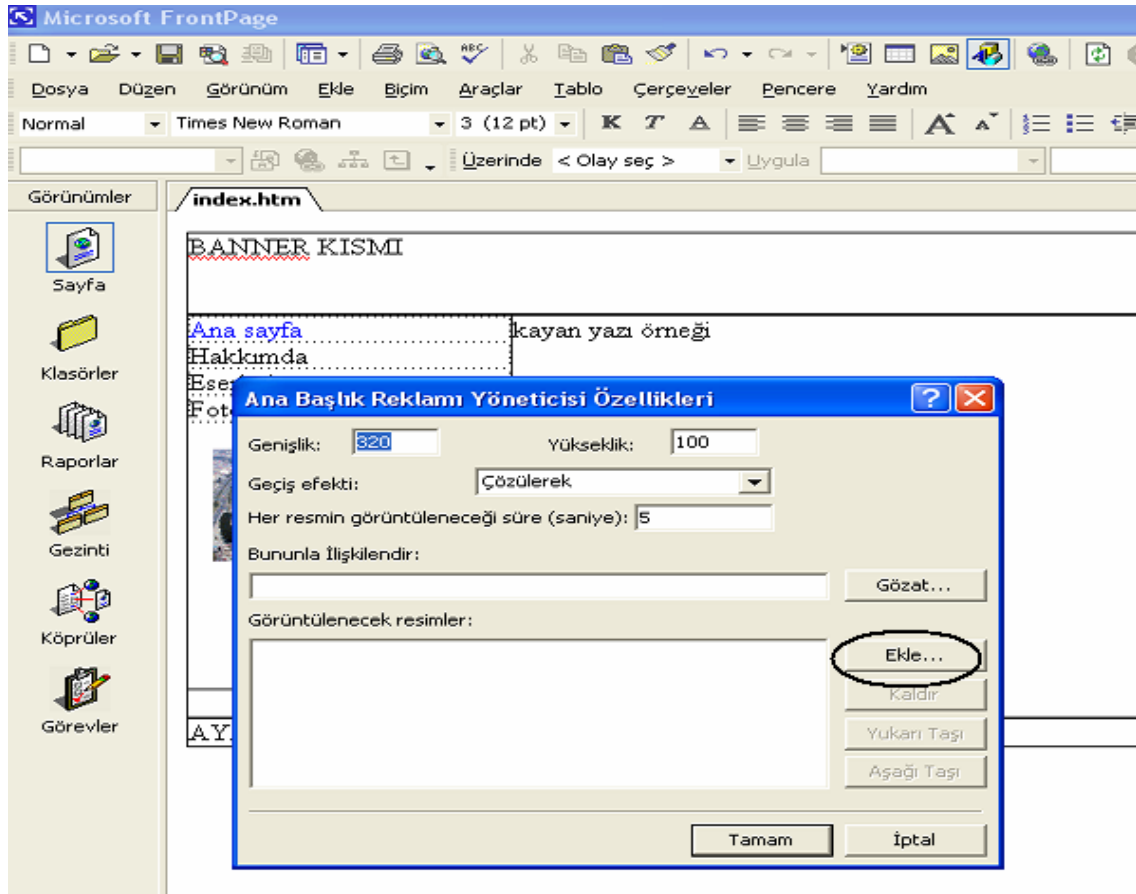 Microsoft FrontPage
Dosya Düzen Görünüm Ekle Biçim Araçlar Tablo Çerçeveler Pencere Yardım
Normal Times New Roman 3 (12 pt) K T A
Üzerinde < Olay seç > Uygula
Görünümler
index.htm
BANNER KISMI
Sayfa
Ana sayfa
kayan yazı örneği
Hakkımda
Klasörler
Raporlar
Gezinti
Köprüler
Görevler
Ana Başlık Reklamı Yöneticisi Özellikleri
Genişlik: 320 Yükseklik: 100
Geçiş efekti: Çözülerek
Her resmin görüntüleneceği süre (saniye): 5
Bununla İlişkilendir:
Gözat...
Görüntülenecek resimler:
Ekle...
Kaldır
Yukarı Taşı
Aşağı Taşı
Tamam İptal